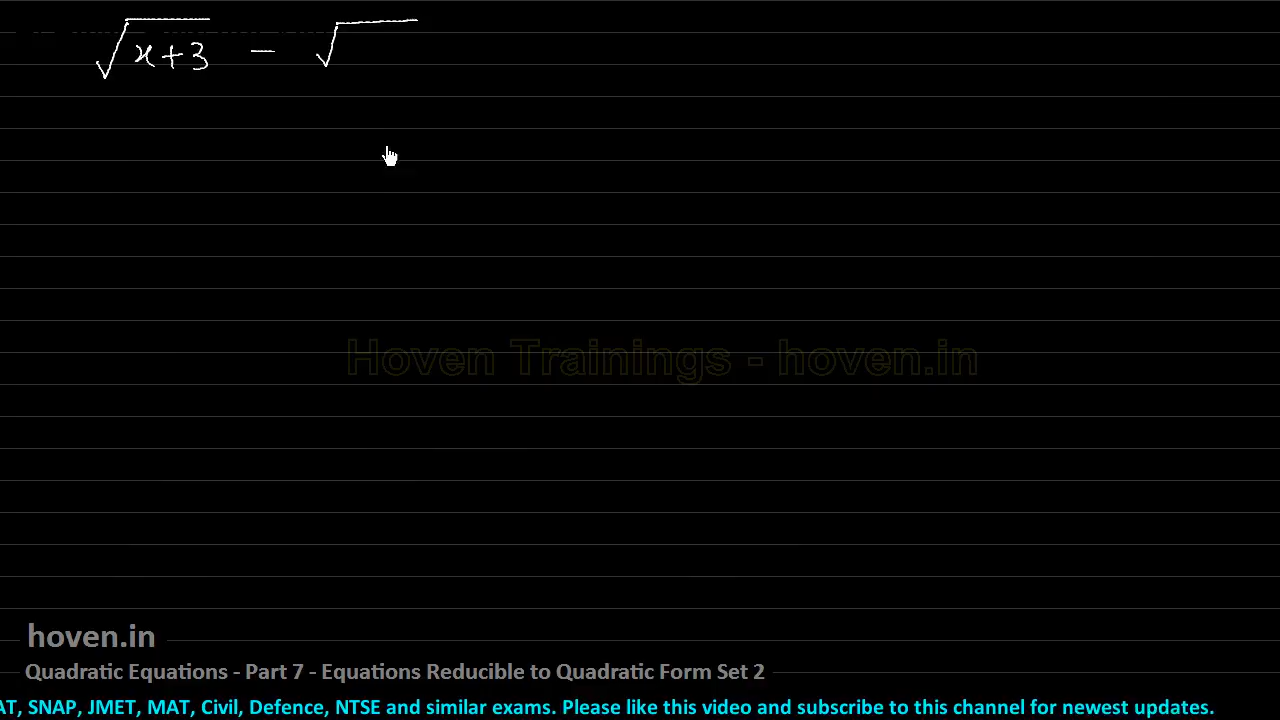 √x+3 - √
Hoven Trainings - hoven.in
hoven.in
Quadratic Equations - Part 7 - Equations Reducible to Quadratic Form Set 2
AT, SNAP, JMET, MAT, Civil, Defence, NTSE and similar exams. Please like this video and subscribe to this channel for newest updates.